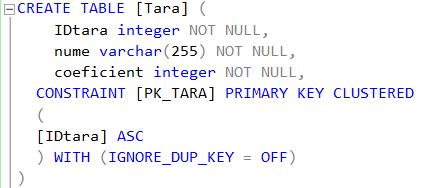 CREATE TABLE [Tara] (
IDtara integer NOT NULL,
nume varchar(255) NOT NULL,
coeficient integer NOT NULL,
CONSTRAINT [PK_TARA] PRIMARY KEY CLUSTERED
(
[IDtara] ASC
) WITH (IGNORE_DUP_KEY = OFF)
)